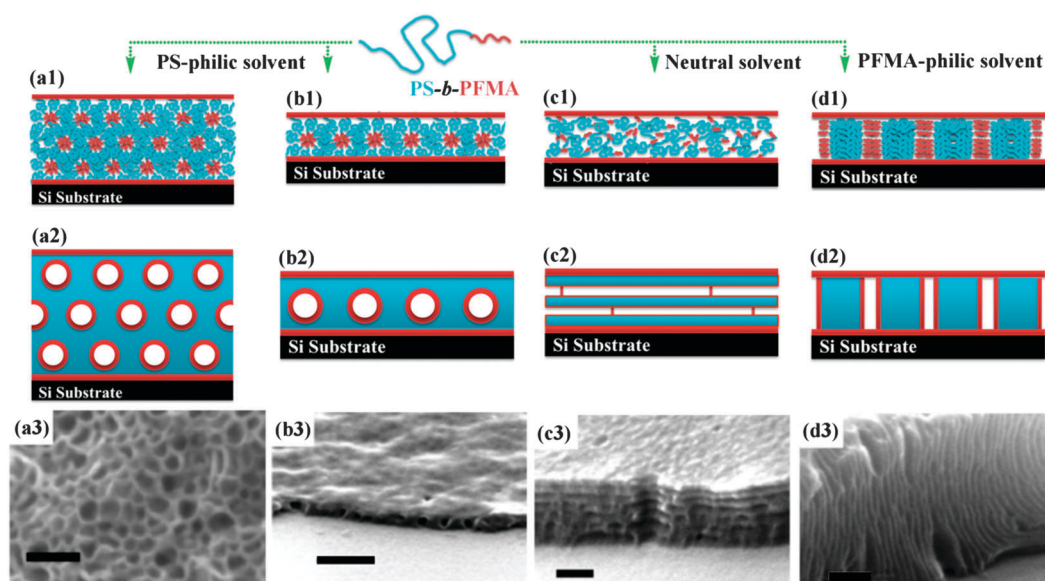 PS-philic solvent
PS-b-PFMA
Neutral solvent
PFMA-philic solvent
(a1)
(b1)
(c1)
(d1)
Si Substrate
Si Substrate
Si Substrate
Si Substrate
(a2)
(b2)
(c2)
(d2)
Si Substrate
Si Substrate
Si Substrate
Si Substrate
(a3)
(b3)
(c3)
(d3)